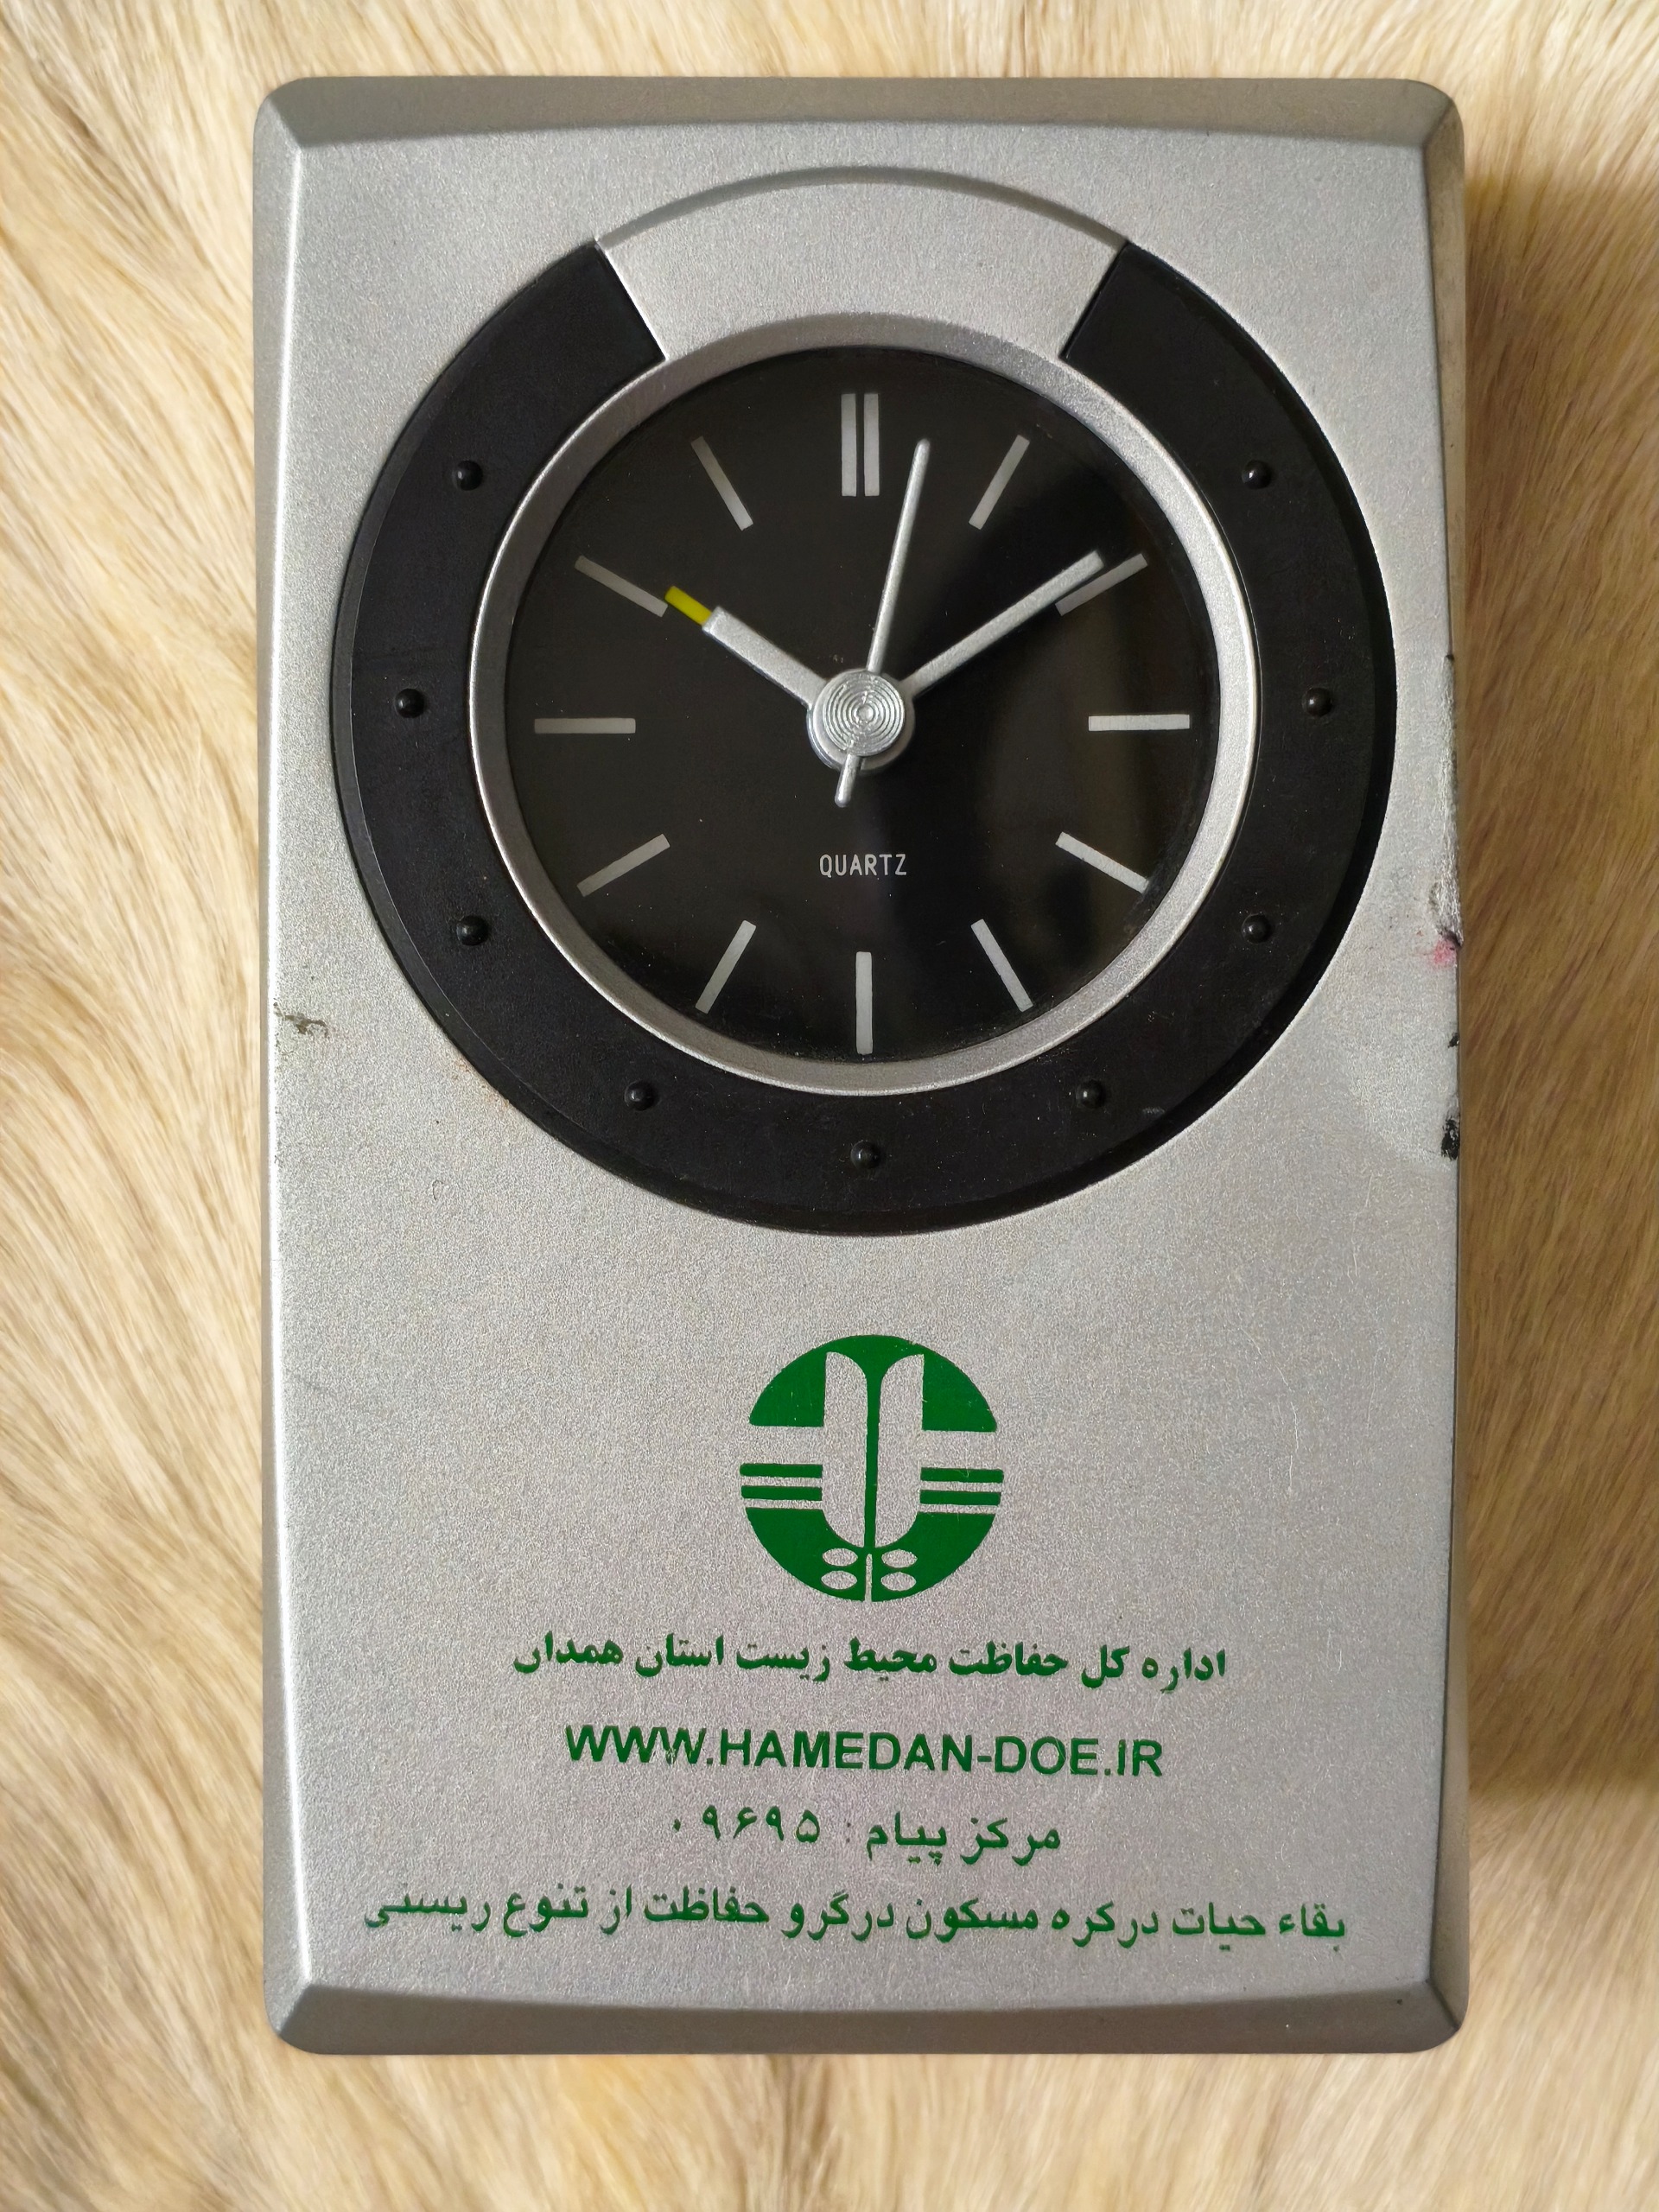 QUARTZ
اداره کل حفاظت محیط زیست استان همدان
WWW.HAMEDAN-DOE.IR
مرکز پیام : ۰۹۶۹۵
بقاء حیات درکره مسکون درگرو حفاظت از تنوع زیستی